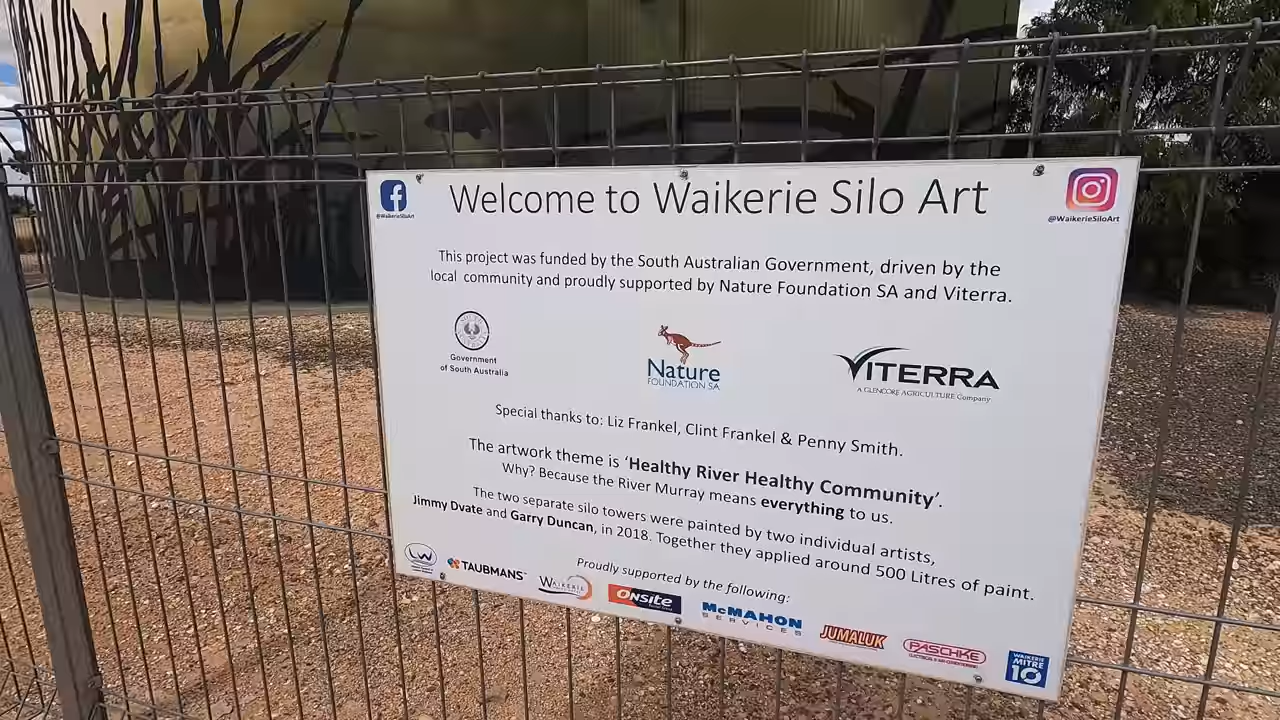 Welcome to Waikerie Silo Art
@WaikerieSiloArt
@WaikerieSiloArt
This project was funded by the South Australian Government, driven by the
local community and proudly supported by Nature Foundation SA and Viterra.
Government
of South Australia
Nature
FOUNDATION SA
VITERRA
A GLENCORE AGRICULTURE Company
Special thanks to: Liz Frankel, Clint Frankel & Penny Smith.
The artwork theme is ‘Healthy River Healthy Community’.
Why? Because the River Murray means everything to us.
The two separate silo towers were painted by two individual artists,
Jimmy Dvate and Garry Duncan, in 2018. Together they applied around 500 Litres of paint.
Proudly supported by the following:
LW
TAUBMANS
WAIKERIE
ONSITE
McMAHON
SERVICES
JUMALUK
PASCHKE
WAIKERIE
MITRE
10